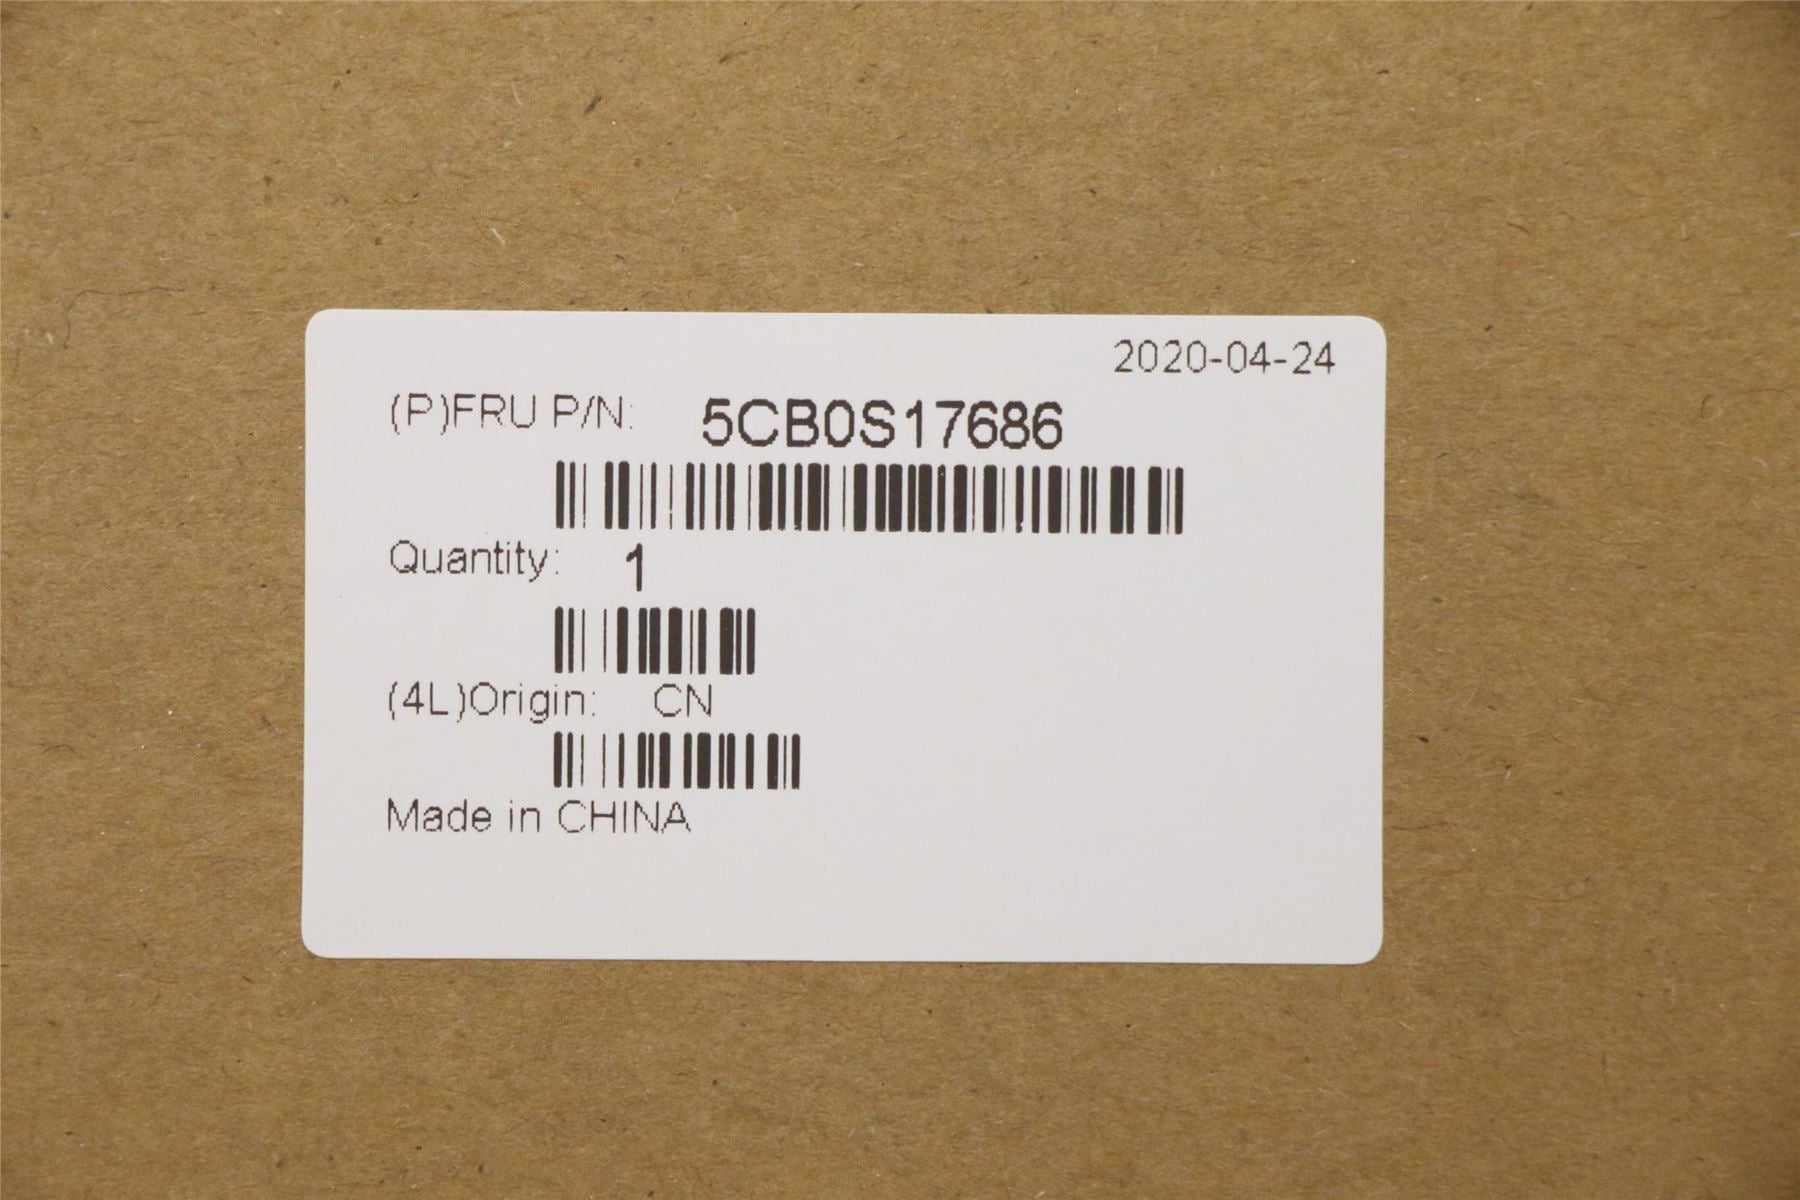 2020-04-24
(P)FRU P/N: 5CB0S17686
Quantity: 1
(4L)Origin: CN
Made in CHINA